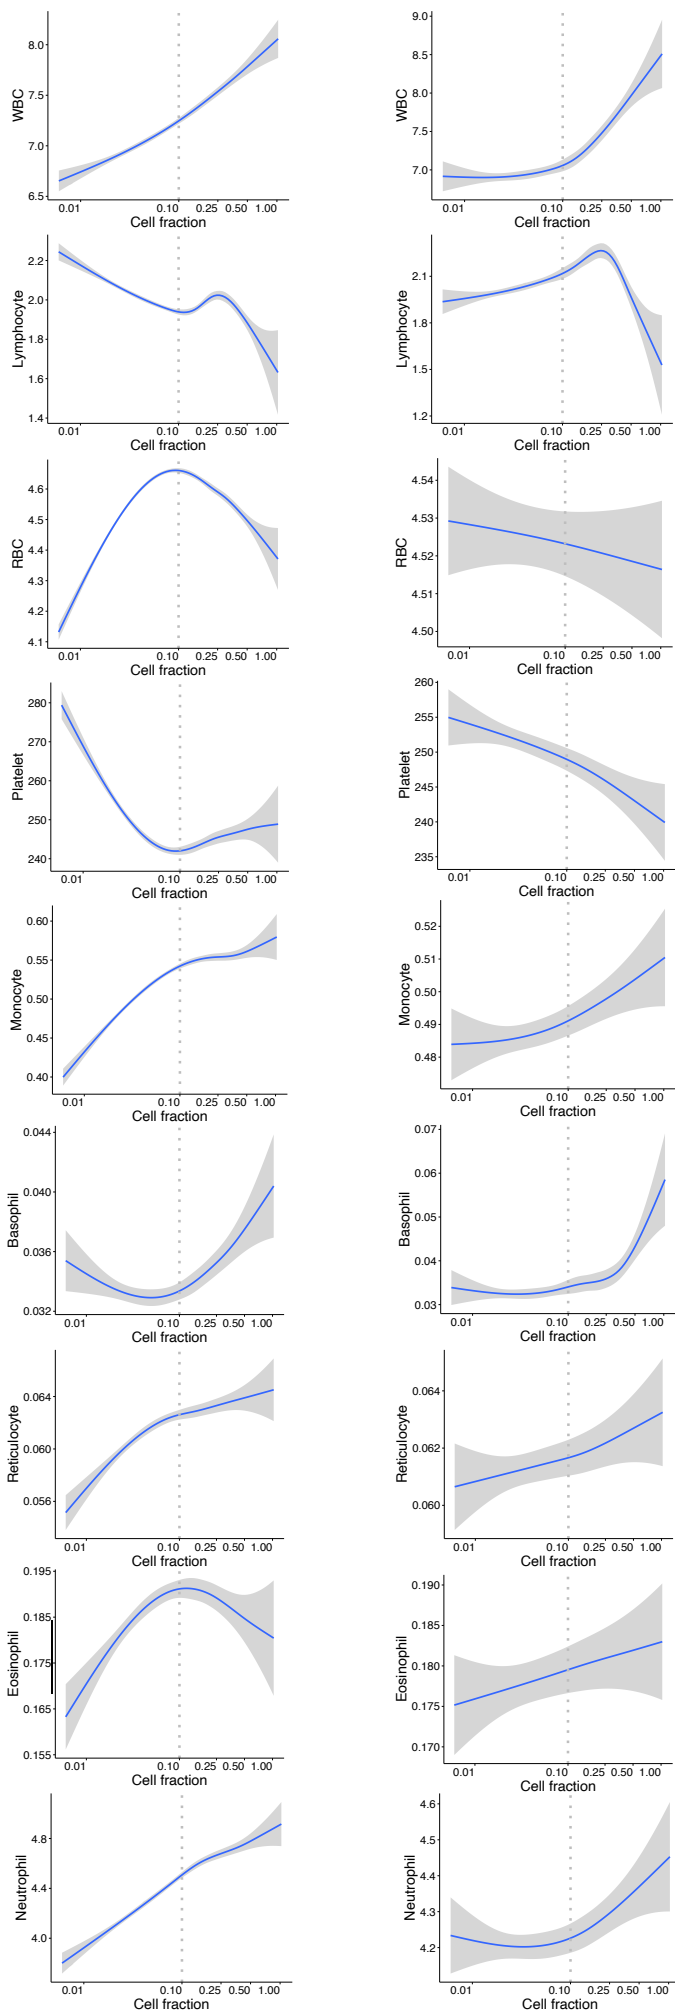 WBC
8.0
7.5
7.0
6.5
0.01 0.10 0.25 0.50 1.00
Cell fraction
WBC
9.0
8.5
8.0
7.5
7.0
0.01 0.10 0.25 0.50 1.00
Cell fraction
Lymphocyte
2.2
2.0
1.8
1.6
1.4
0.01 0.10 0.25 0.50 1.00
Cell fraction
Lymphocyte
2.1
1.8
1.5
1.2
0.01 0.10 0.25 0.50 1.00
Cell fraction
RBC
4.6
4.5
4.4
4.3
4.2
4.1
0.01 0.10 0.25 0.50 1.00
Cell fraction
RBC
4.54
4.53
4.52
4.51
4.50
0.01 0.10 0.25 0.50 1.00
Cell fraction
Platelet
280
270
260
250
240
0.01 0.10 0.25 0.50 1.00
Cell fraction
Platelet
260
255
250
245
240
235
0.01 0.10 0.25 0.50 1.00
Cell fraction
Monocyte
0.60
0.55
0.50
0.45
0.40
0.01 0.10 0.25 0.50 1.00
Cell fraction
Monocyte
0.52
0.51
0.50
0.49
0.48
0.01 0.10 0.25 0.50 1.00
Cell fraction
Basophil
0.044
0.040
0.036
0.032
0.01 0.10 0.25 0.50 1.00
Cell fraction
Basophil
0.07
0.06
0.05
0.04
0.03
0.01 0.10 0.25 0.50 1.00
Cell fraction
Reticulocyte
0.064
0.060
0.056
0.01 0.10 0.25 0.50 1.00
Cell fraction
Reticulocyte
0.064
0.062
0.060
0.01 0.10 0.25 0.50 1.00
Cell fraction
Eosinophil
0.195
0.185
0.175
0.165
0.155
0.01 0.10 0.25 0.50 1.00
Cell fraction
Eosinophil
0.190
0.185
0.180
0.175
0.170
0.01 0.10 0.25 0.50 1.00
Cell fraction
Neutrophil
4.8
4.4
4.0
0.01 0.10 0.25 0.50 1.00
Cell fraction
Neutrophil
4.6
4.5
4.4
4.3
4.2
0.01 0.10 0.25 0.50 1.00
Cell fraction